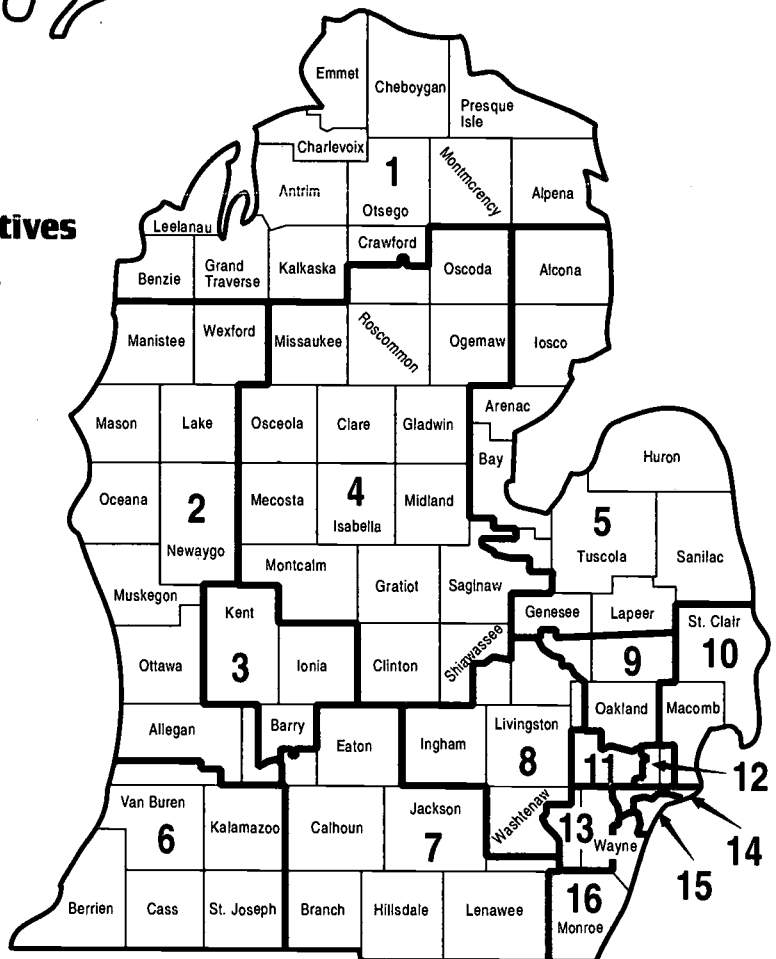 Emmet
Cheboygan
Presque
Isle
Charlevoix
tives
Antrim
1
Otsego
Montmcrency
Alpena
Leelanau
Crawford
Benzie
Grand
Traverse
Kalkaska
Oscoda
Alcona
Manistee
Wexford
Missaukee
Roscommon
Ogemaw
Iosco
Mason
Lake
Osceola
Clare
Gladwin
Arenac
Bay
Huron
Oceana
2
Newaygo
Mecosta
4
Isabella
Midland
5
Tuscola
Sanilac
Muskegon
Montcalm
Gratiot
Saginaw
Genesee
Lapeer
St. Clair
10
Kent
3
Ionia
Clinton
Shiawassee
9
Ottawa
Oakland
Macomb
Allegan
Barry
Eaton
Ingham
Livingston
8
11
12
Van Buren
6
Kalamazoo
Calhoun
Jackson
7
Washtenaw
13
Wayne
14
15
Berrien
Cass
St. Joseph
Branch
Hillsdale
Lenawee
16
Monroe